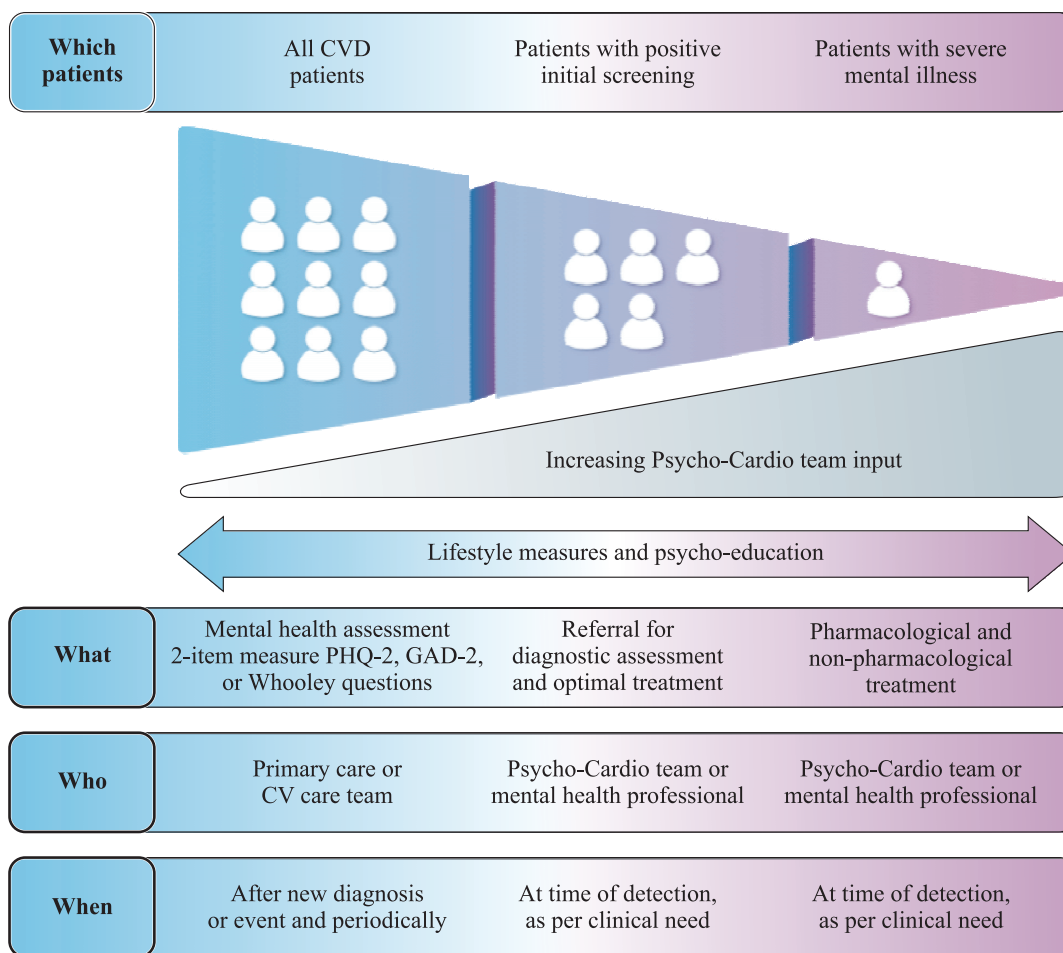 Which
patients
All CVD
patients
Patients with positive
initial screening
Patients with severe
mental illness
Increasing Psycho-Cardio team input
Lifestyle measures and psycho-education
What
Mental health assessment
2-item measure PHQ-2, GAD-2,
or Whooley questions
Referral for
diagnostic assessment
and optimal treatment
Pharmacological and
non-pharmacological
treatment
Who
Primary care or
CV care team
Psycho-Cardio team or
mental health professional
Psycho-Cardio team or
mental health professional
When
After new diagnosis
or event and periodically
At time of detection,
as per clinical need
At time of detection,
as per clinical need